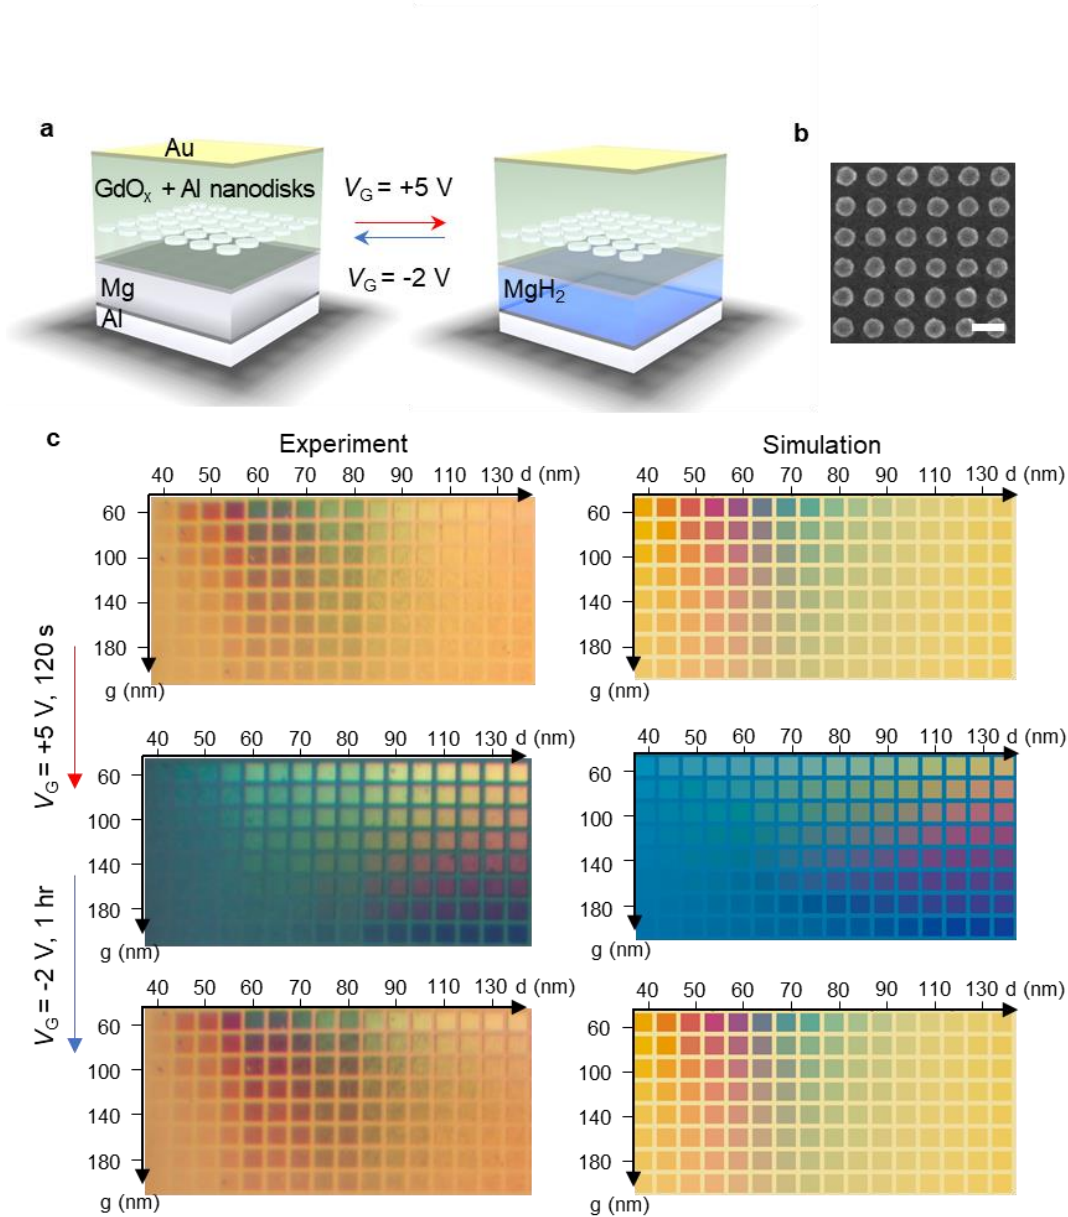 a
b
Au
GdOₓ + Al nanodisks
Mg
Al
V_G = +5 V
V_G = -2 V
MgH₂
c
Experiment
Simulation
40 50 60 70 80 90 110 130 d (nm)
40 50 60 70 80 90 110 130 d (nm)
60
100
140
180
g (nm)
60
100
140
180
g (nm)
V_G = +5 V, 120 s
40 50 60 70 80 90 110 130 d (nm)
40 50 60 70 80 90 110 130 d (nm)
60
100
140
180
g (nm)
60
100
140
180
g (nm)
V_G = -2 V, 1 hr
40 50 60 70 80 90 110 130 d (nm)
40 50 60 70 80 90 110 130 d (nm)
60
100
140
180
g (nm)
60
100
140
180
g (nm)